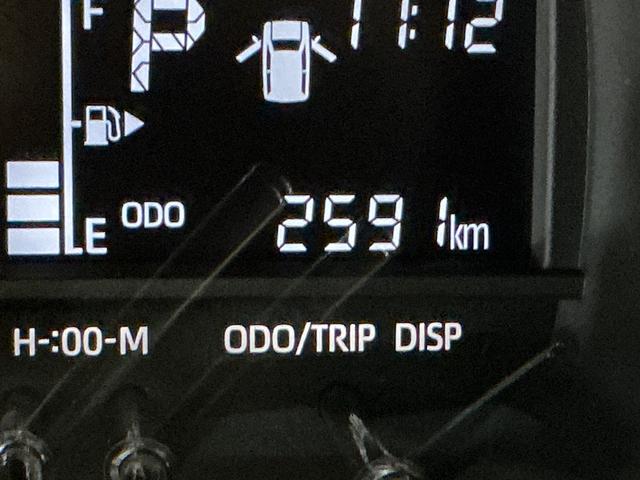 F P 11:12
E ODO 2591km
H-:00-M ODO/TRIP DISP